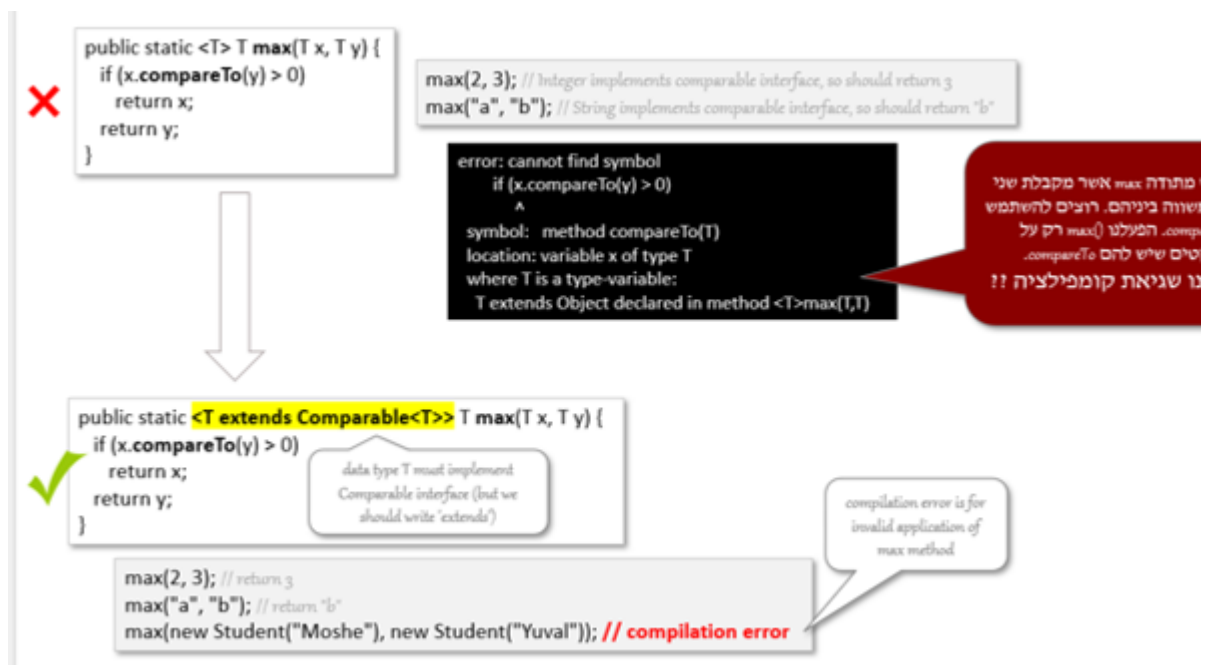 public static <T> T max(T x, T y) {
if (x.compareTo(y) > 0)
return x;
return y;
}
max(2, 3); // Integer implements comparable interface, so should return 3
max("a", "b"); // String implements comparable interface, so should return "b"
error: cannot find symbol
if (x.compareTo(y) > 0)
^
symbol: method compareTo(T)
location: variable x of type T
where T is a type-variable:
T extends Object declared in method <T>max(T,T)
מתודה max אשר מקבלת שני
משווה ביניהם. רוצים להשתמש
הפעלנו max() רק על
שיש להם compareTo.
שגיאת קומפילציה !!
public static <T extends Comparable<T>> T max(T x, T y) {
if (x.compareTo(y) > 0)
return x;
return y;
}
data type T must implement
Comparable interface (but we
should write 'extends')
compilation error is for
invalid application of
max method
max(2, 3); // return 3
max("a", "b"); // return "b"
max(new Student("Moshe"), new Student("Yuval")); // compilation error